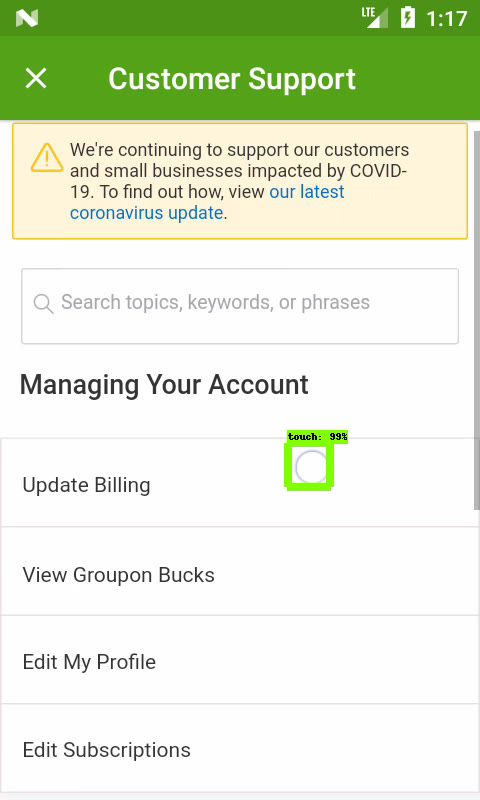 LTE 1:17
Customer Support
We're continuing to support our customers
and small businesses impacted by COVID-
19. To find out how, view our latest
coronavirus update.
Search topics, keywords, or phrases
Managing Your Account
touch: 99%
Update Billing
View Groupon Bucks
Edit My Profile
Edit Subscriptions